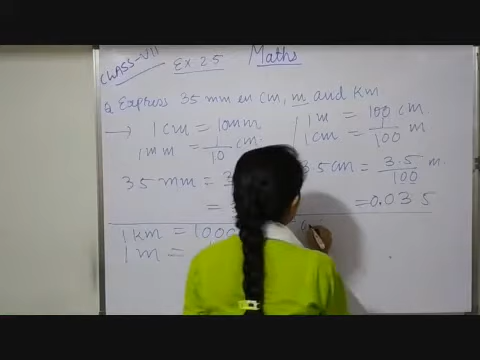 CLASS-VII Ex 2.5 Maths
Q Express 35 mm in cm, m and km
→ 1 cm = 10mm
1 mm = 1/10 cm.
35 mm = 3
=
1 m = 100 cm.
1 cm = 1/100 m
3.5 cm = 3.5/100 m.
= 0.035
1 km = 1000
1 m =